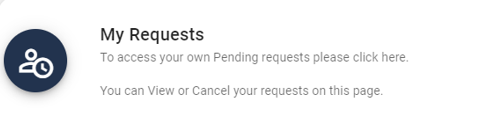 My Requests
To access your own Pending requests please click here.
You can View or Cancel your requests on this page.